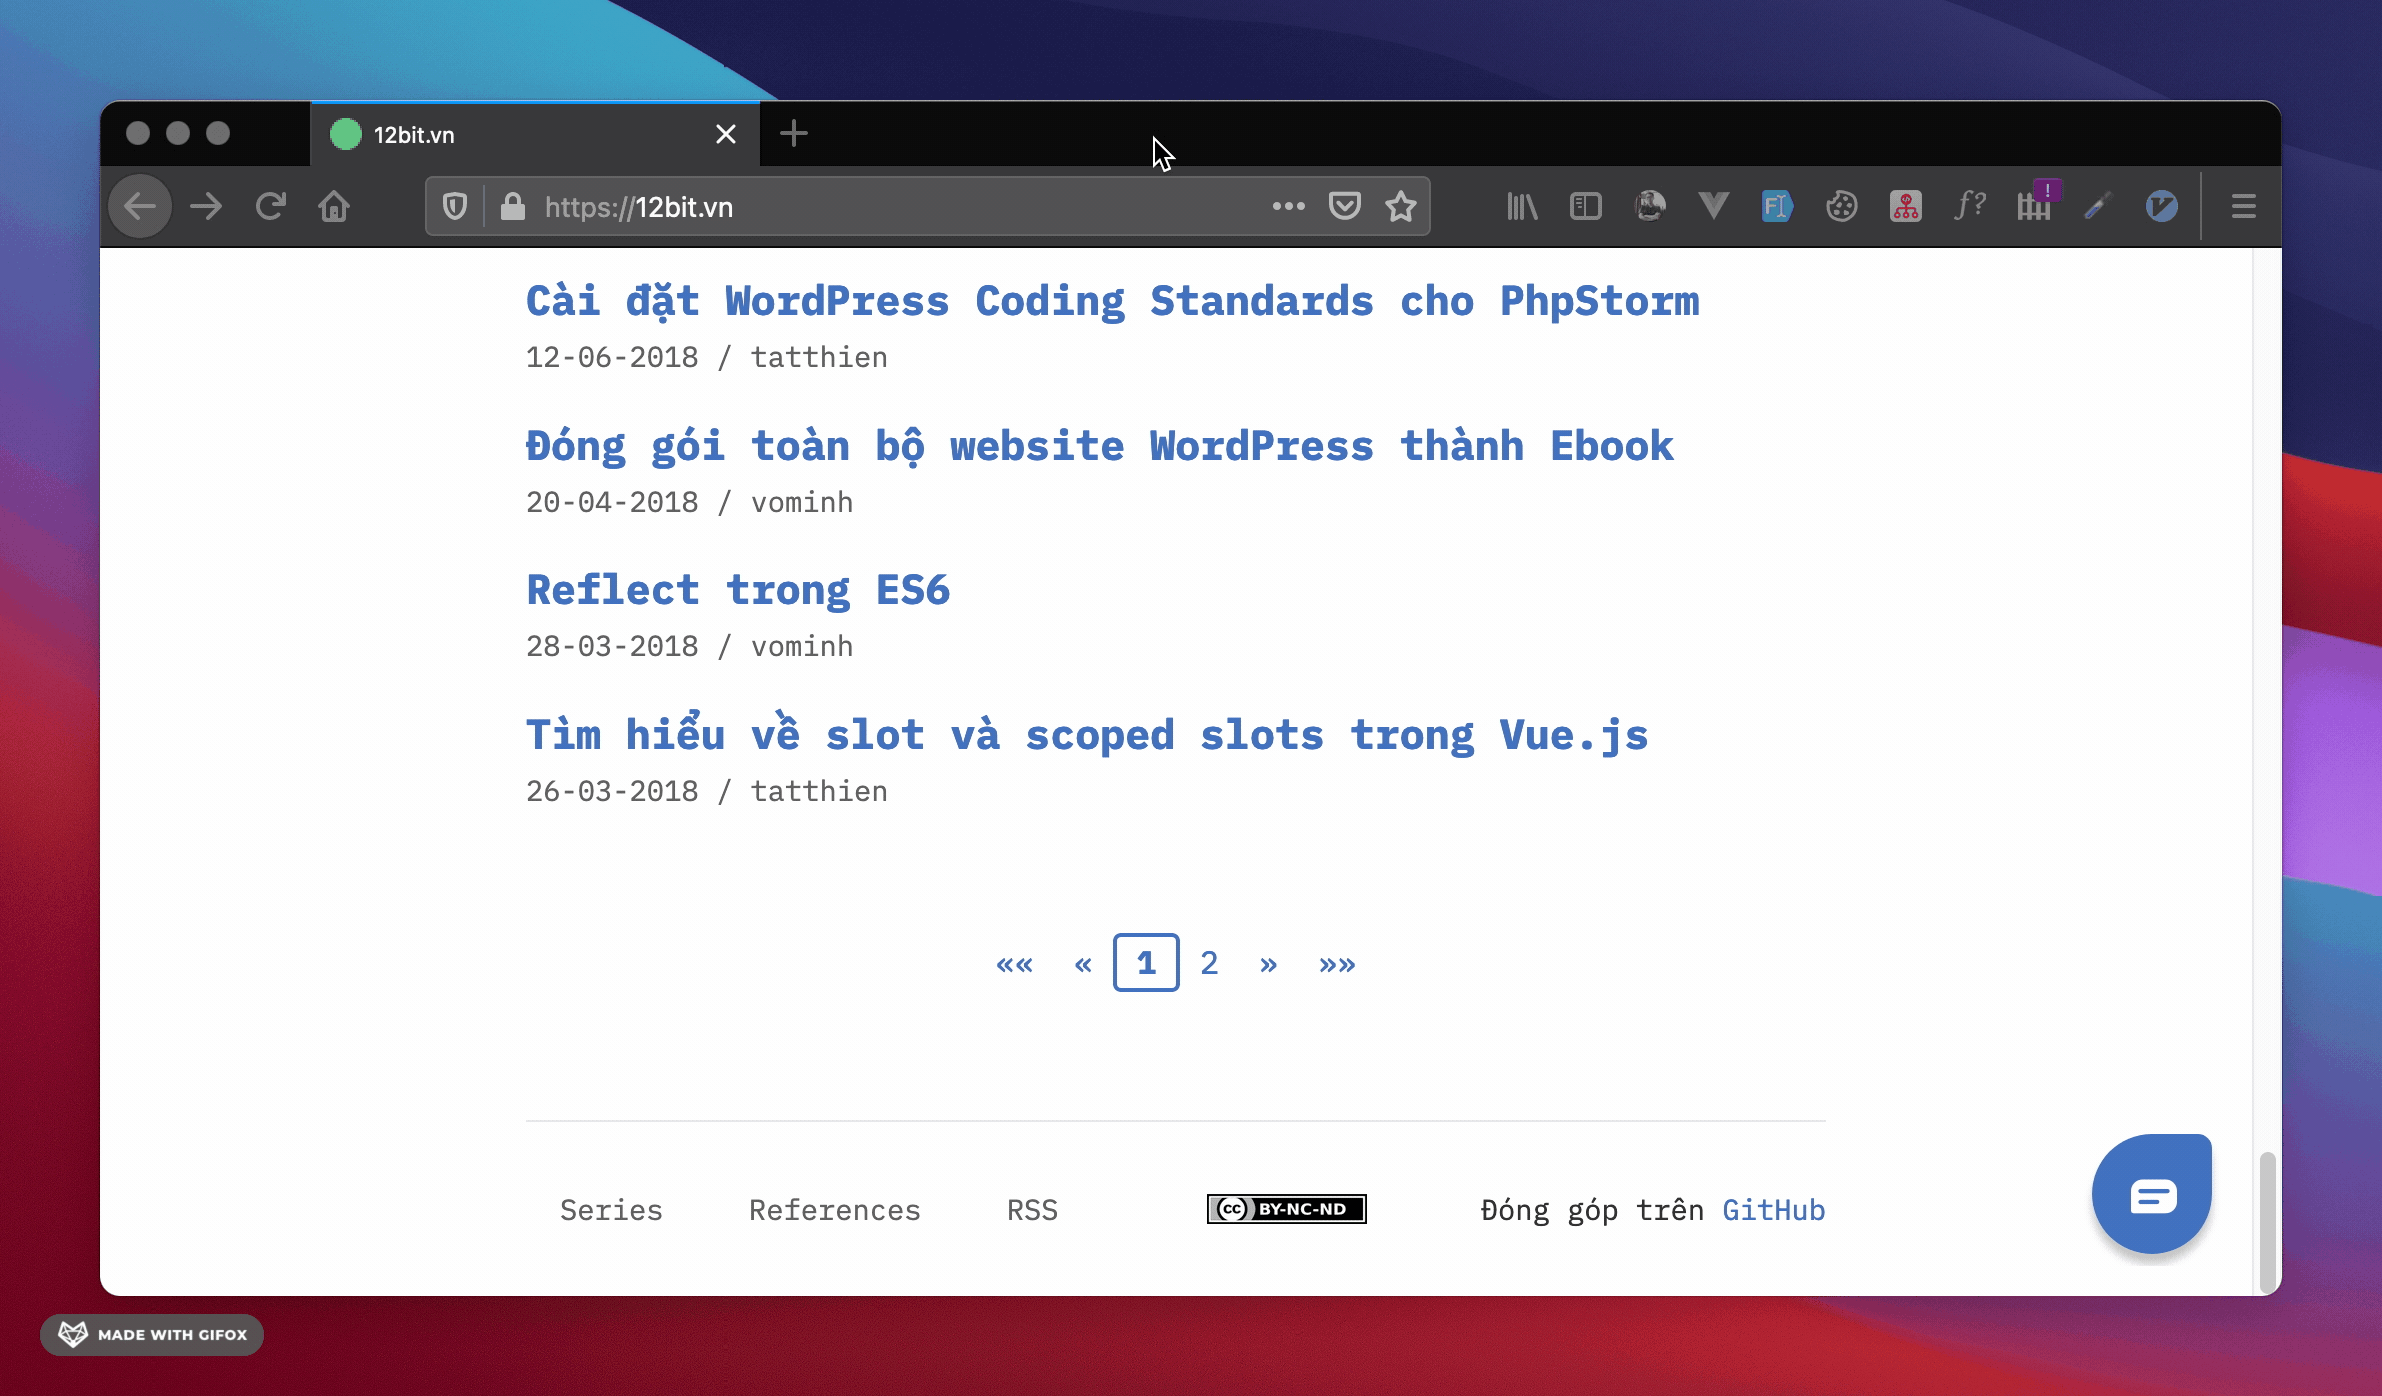 12bit.vn
https://12bit.vn
Cài đặt WordPress Coding Standards cho PhpStorm
12-06-2018 / tatthien
Đóng gói toàn bộ website WordPress thành Ebook
20-04-2018 / vominh
Reflect trong ES6
28-03-2018 / vominh
Tìm hiểu về slot và scoped slots trong Vue.js
26-03-2018 / tatthien
«« « 1 2 » »»
Series References RSS cc BY-NC-ND Đóng góp trên GitHub
MADE WITH GIFOX